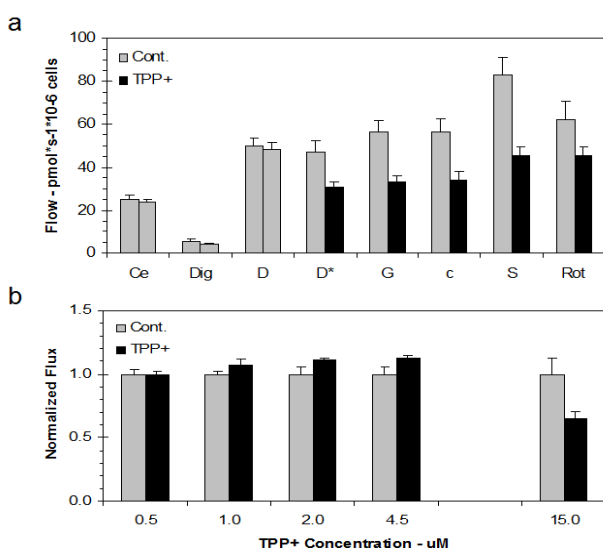 a
100
80
60
40
20
0
Flow - pmol*s-1*10-6 cells
Cont.
TPP+
Ce Dig D D* G c S Rot
b
1.5
1.0
0.5
0.0
Normalized Flux
Cont.
TPP+
0.5 1.0 2.0 4.5 15.0
TPP+ Concentration - uM